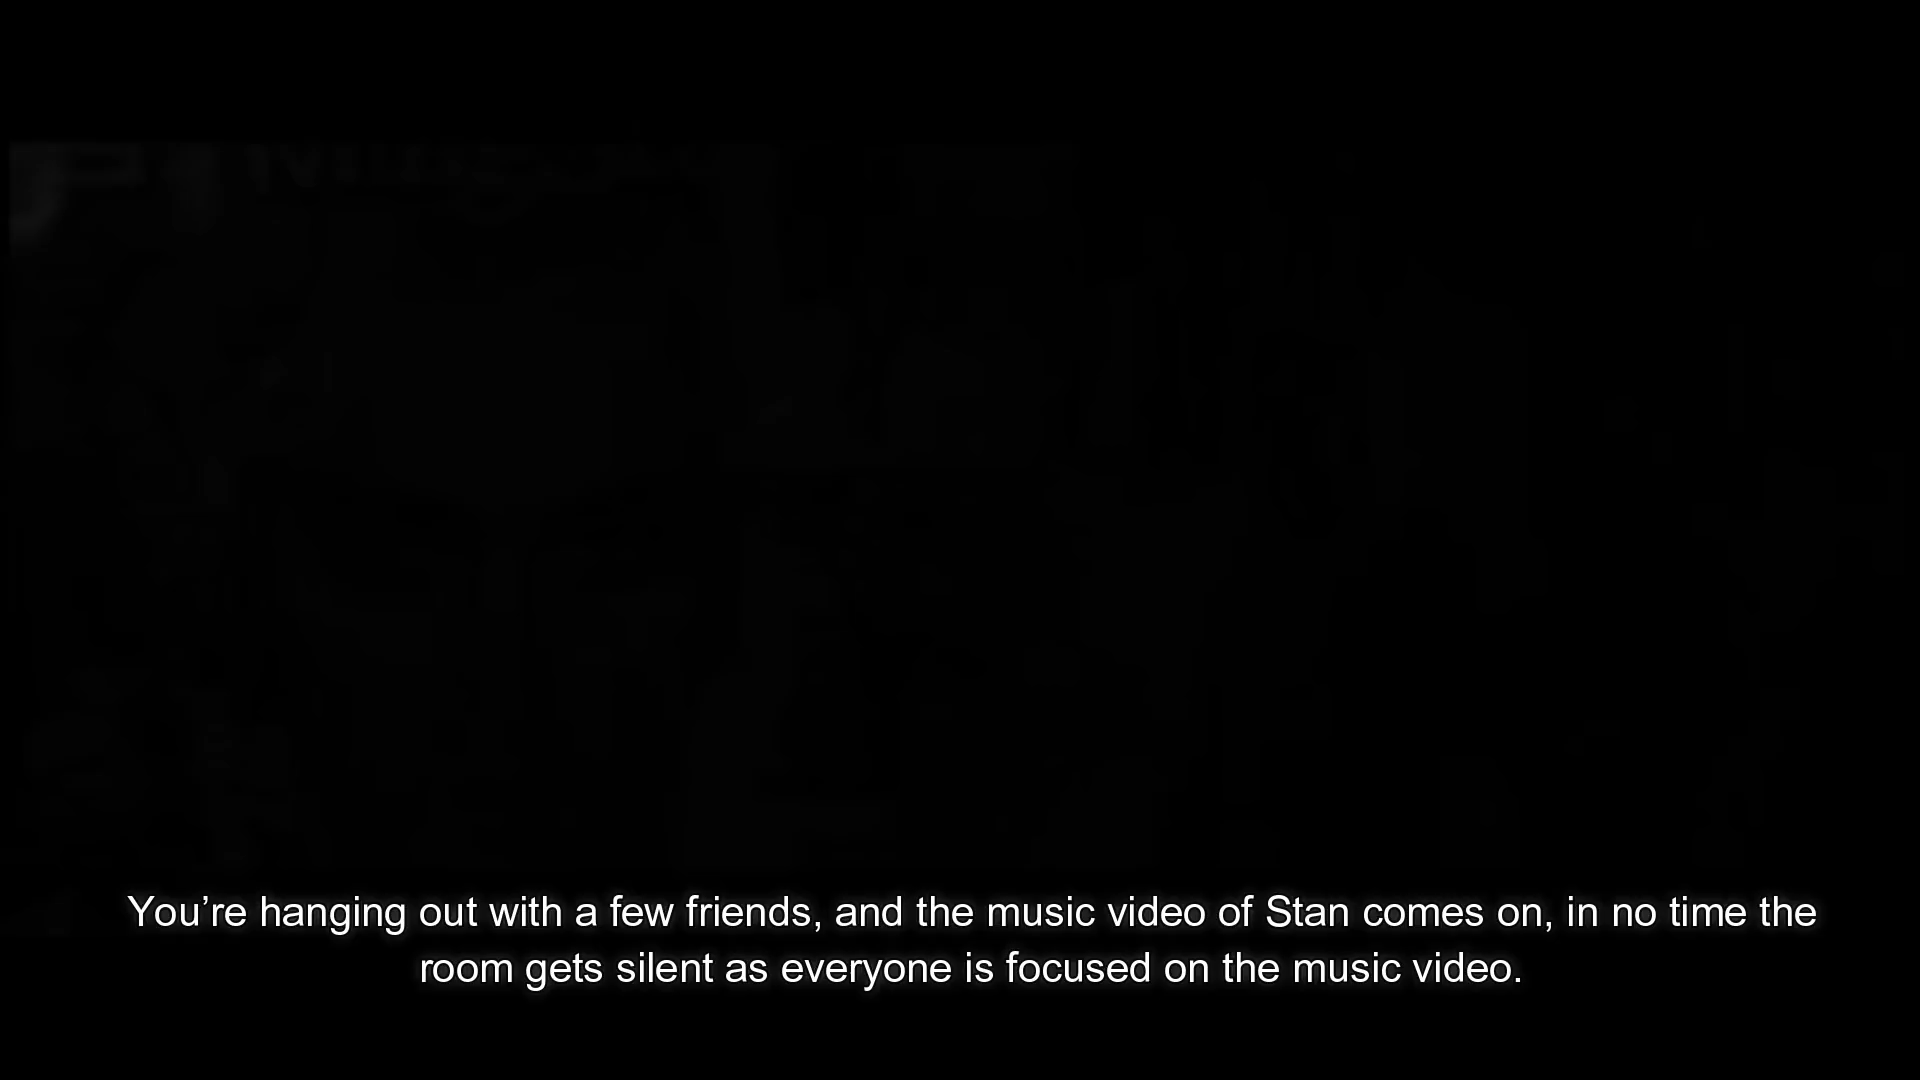 You’re hanging out with a few friends, and the music video of Stan comes on, in no time the
room gets silent as everyone is focused on the music video.